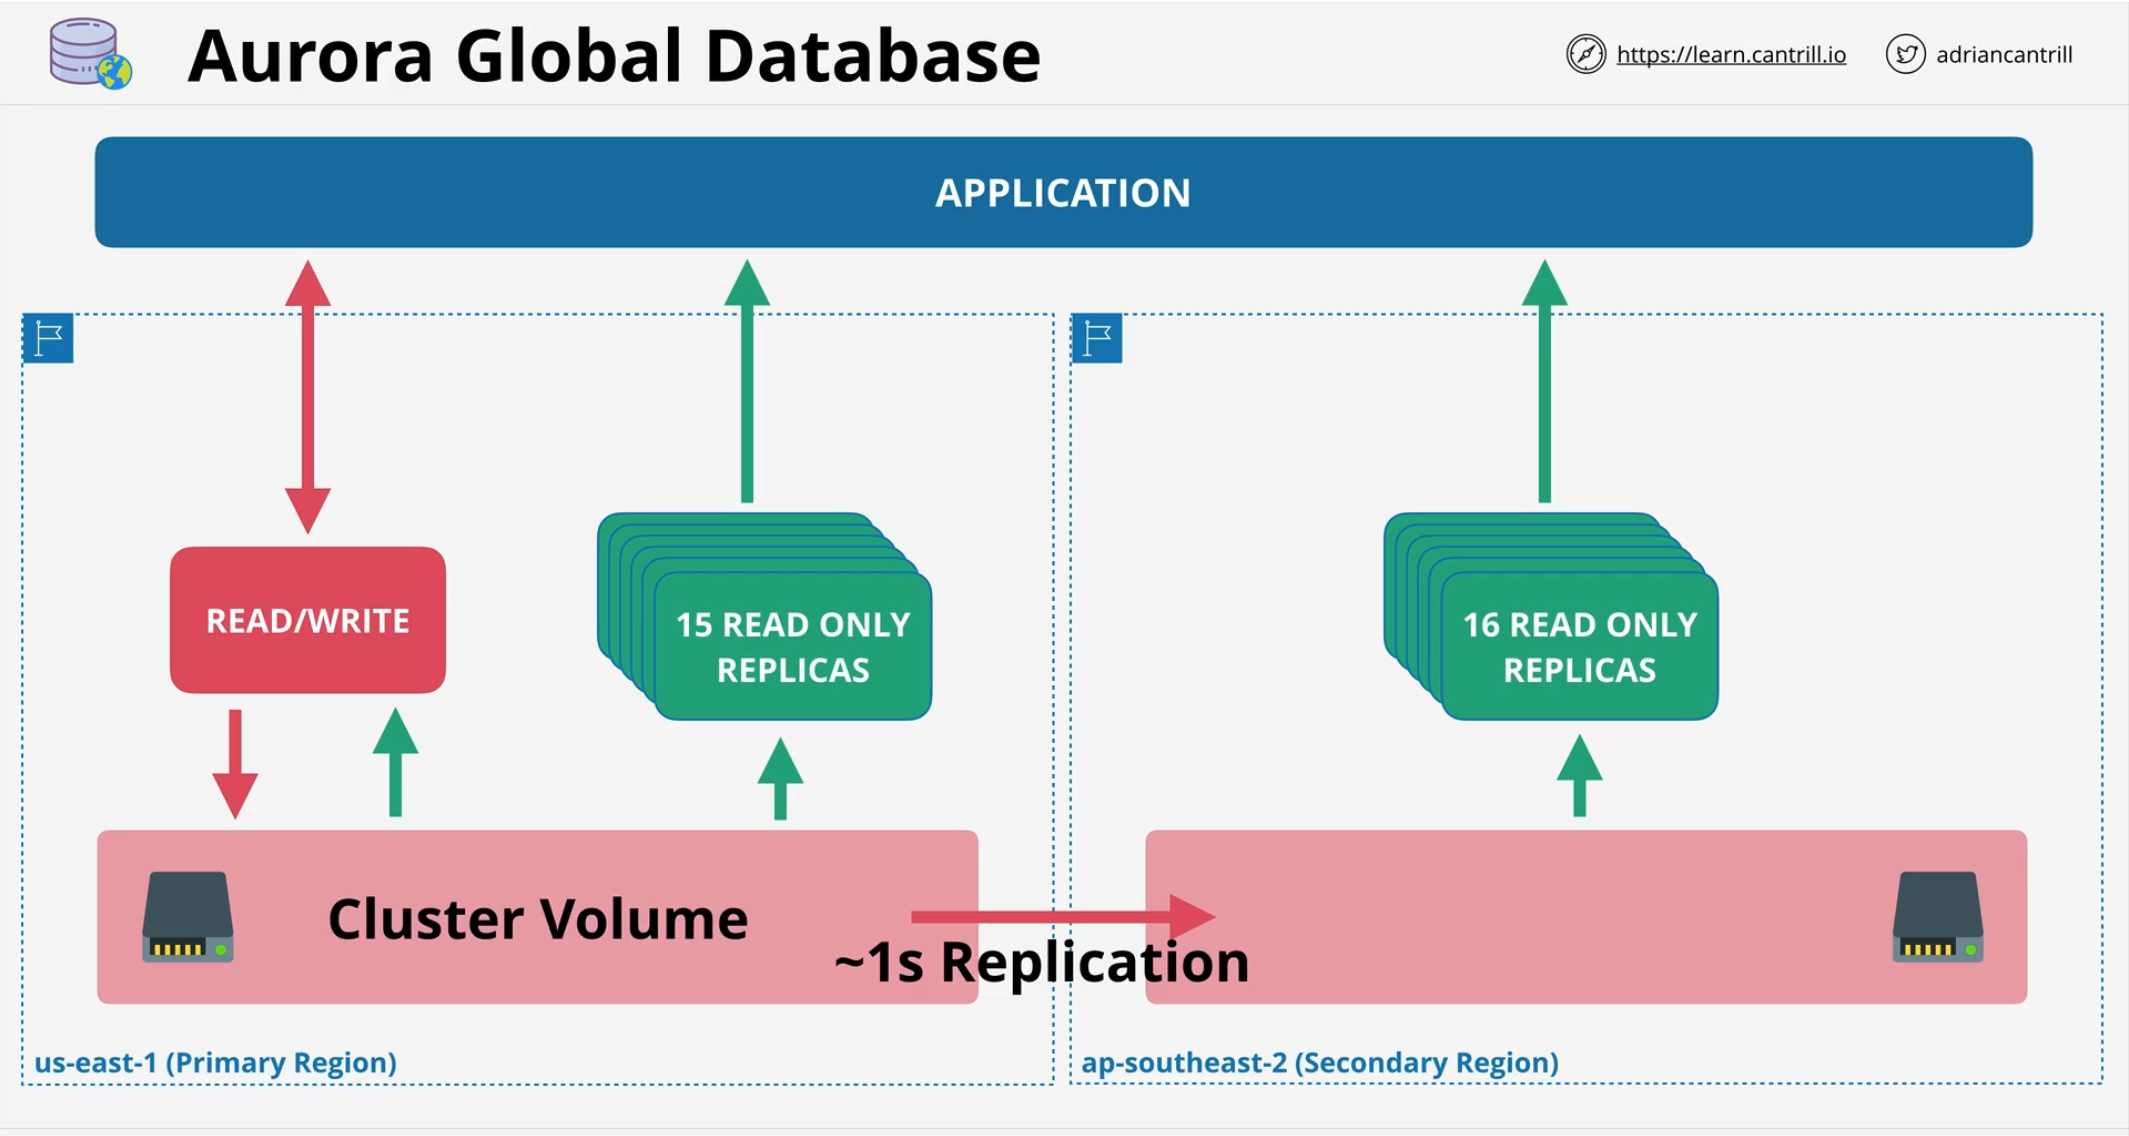 Aurora Global Database
https://learn.cantrill.io
adriancantrill
APPLICATION
READ/WRITE
15 READ ONLY
REPLICAS
16 READ ONLY
REPLICAS
Cluster Volume
~1s Replication
us-east-1 (Primary Region)
ap-southeast-2 (Secondary Region)